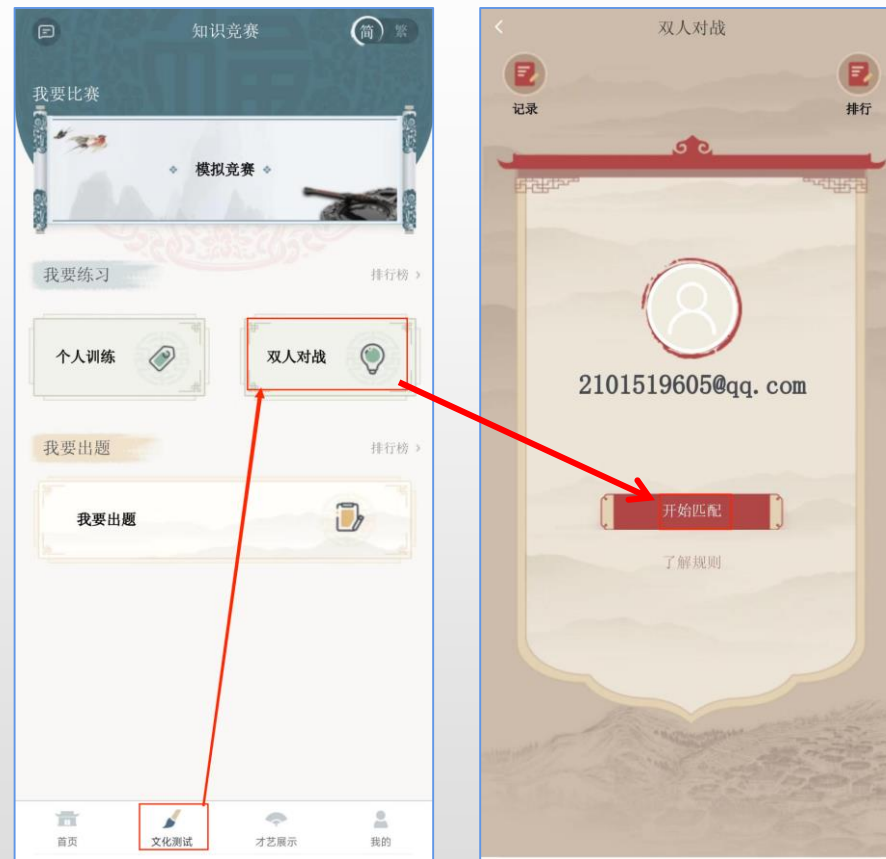 知识竞赛
简 繁
我要比赛
模拟竞赛
我要练习
排行榜 ›
个人训练
双人对战
我要出题
排行榜 ›
我要出题
首页
文化测试
才艺展示
我的
双人对战
记录
排行
2101519605@qq.com
开始匹配
了解规则